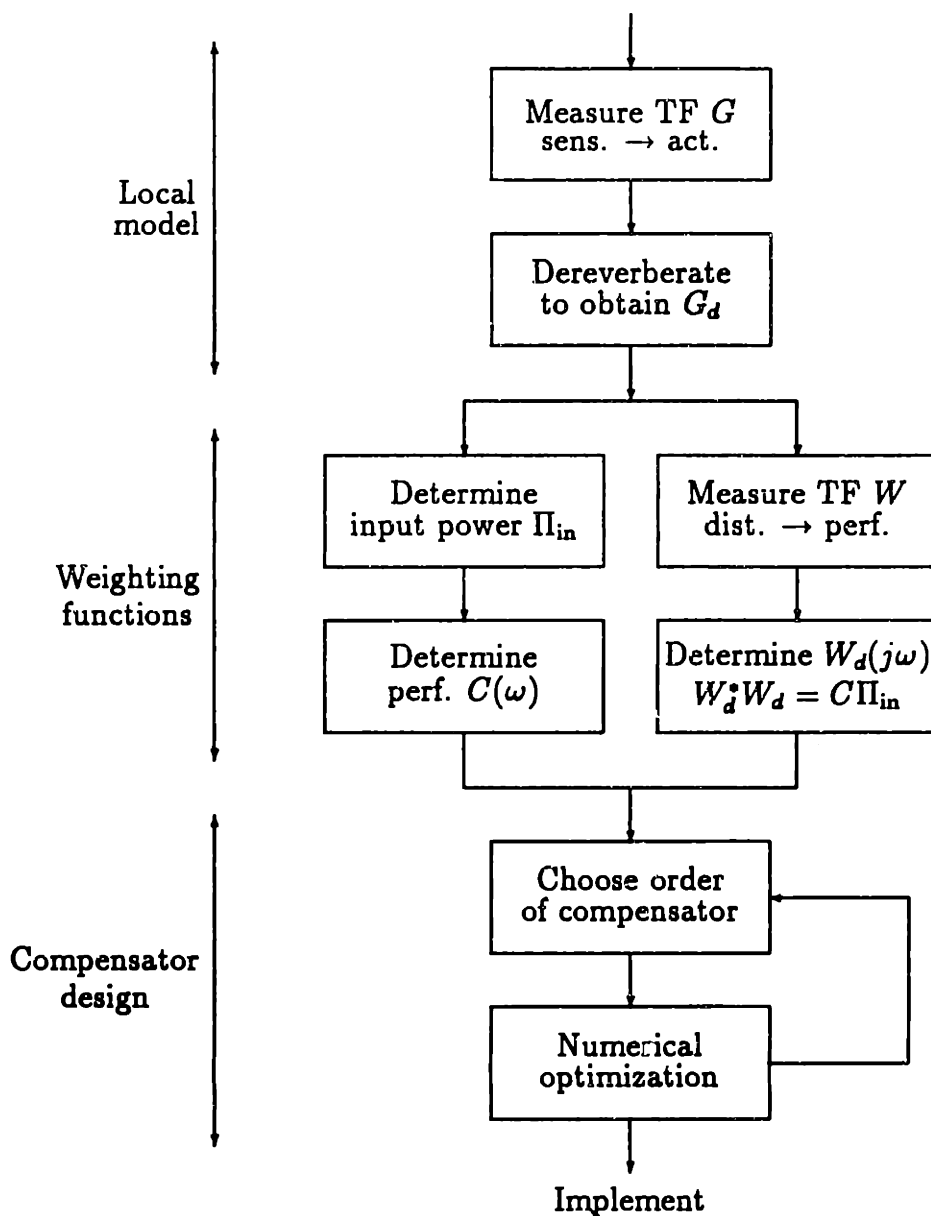 Measure TF G
sens. → act.
Local
model
Dereverberate
to obtain G_d
Determine
input power Π_in
Measure TF W
dist. → perf.
Weighting
functions
Determine
perf. C(ω)
Determine W_d(jω)
W_d^* W_d = CΠ_in
Choose order
of compensator
Compensator
design
Numerical
optimization
Implement